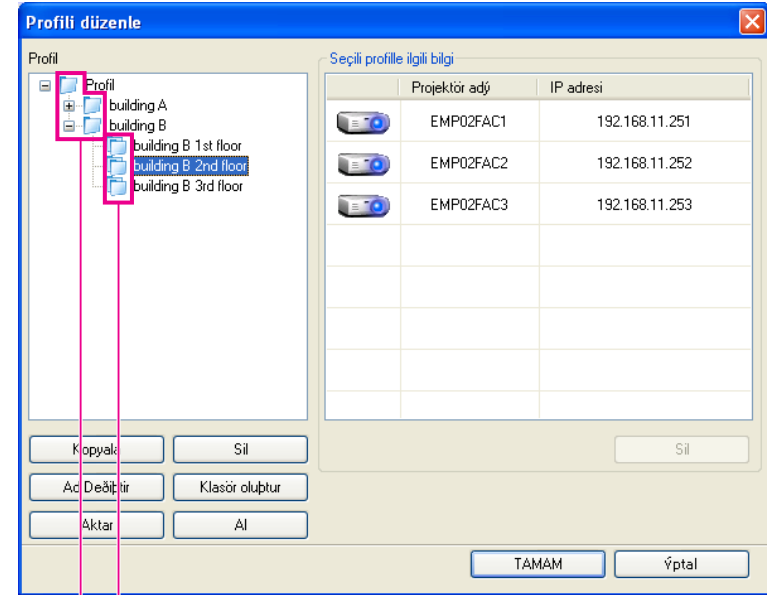 Profili düzenle
Profil
Profil
building A
building B
building B 1st floor
building B 2nd floor
building B 3rd floor
Kopyala
Sil
Ad Deðiþtir
Klasör oluþtur
Aktar
Al
Seçili profille ilgili bilgi
Projektör adý IP adresi
EMP02FAC1 192.168.11.251
EMP02FAC2 192.168.11.252
EMP02FAC3 192.168.11.253
Sil
TAMAM
Ýptal